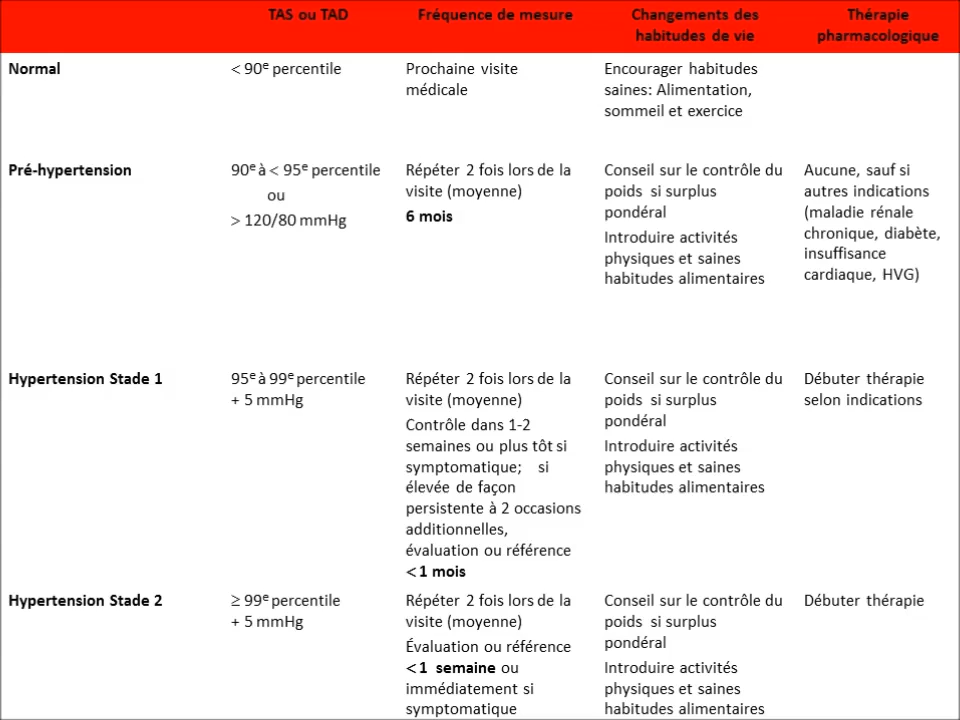 TAS ou TAD
Fréquence de mesure
Changements des
habitudes de vie
Thérapie
pharmacologique
Normal
< 90e percentile
Prochaine visite
médicale
Encourager habitudes
saines: Alimentation,
sommeil et exercice
Pré-hypertension
90e à < 95e percentile
ou
> 120/80 mmHg
Répéter 2 fois lors de la
visite (moyenne)
6 mois
Conseil sur le contrôle du
poids si surplus
pondéral
Introduire activités
physiques et saines
habitudes alimentaires
Aucune, sauf si
autres indications
(maladie rénale
chronique, diabète,
insuffisance
cardiaque, HVG)
Hypertension Stade 1
95e à 99e percentile
+ 5 mmHg
Répéter 2 fois lors de la
visite (moyenne)
Contrôle dans 1-2
semaines ou plus tôt si
symptomatique; si
élevée de façon
persistente à 2 occasions
additionnelles,
évaluation ou référence
< 1 mois
Conseil sur le contrôle du
poids si surplus
pondéral
Introduire activités
physiques et saines
habitudes alimentaires
Débuter thérapie
selon indications
Hypertension Stade 2
≥ 99e percentile
+ 5 mmHg
Répéter 2 fois lors de la
visite (moyenne)
Évaluation ou référence
< 1 semaine ou
immédiatement si
symptomatique
Conseil sur le contrôle du
poids si surplus
pondéral
Introduire activités
physiques et saines
habitudes alimentaires
Débuter thérapie